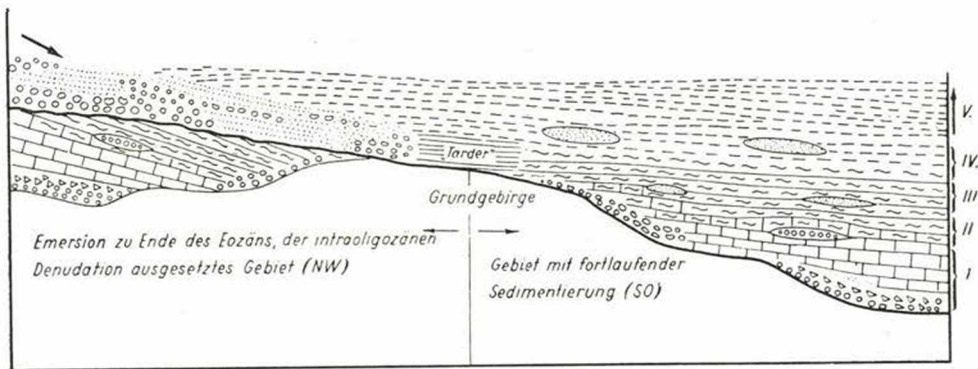 V.
IV.
„Tarder"
III
Grundgebirge
II
Emersion zu Ende des Eozäns, der intraoligozänen
Denudation ausgesetztes Gebiet (NW)
Gebiet mit fortlaufender
Sedimentierung (SO)
I